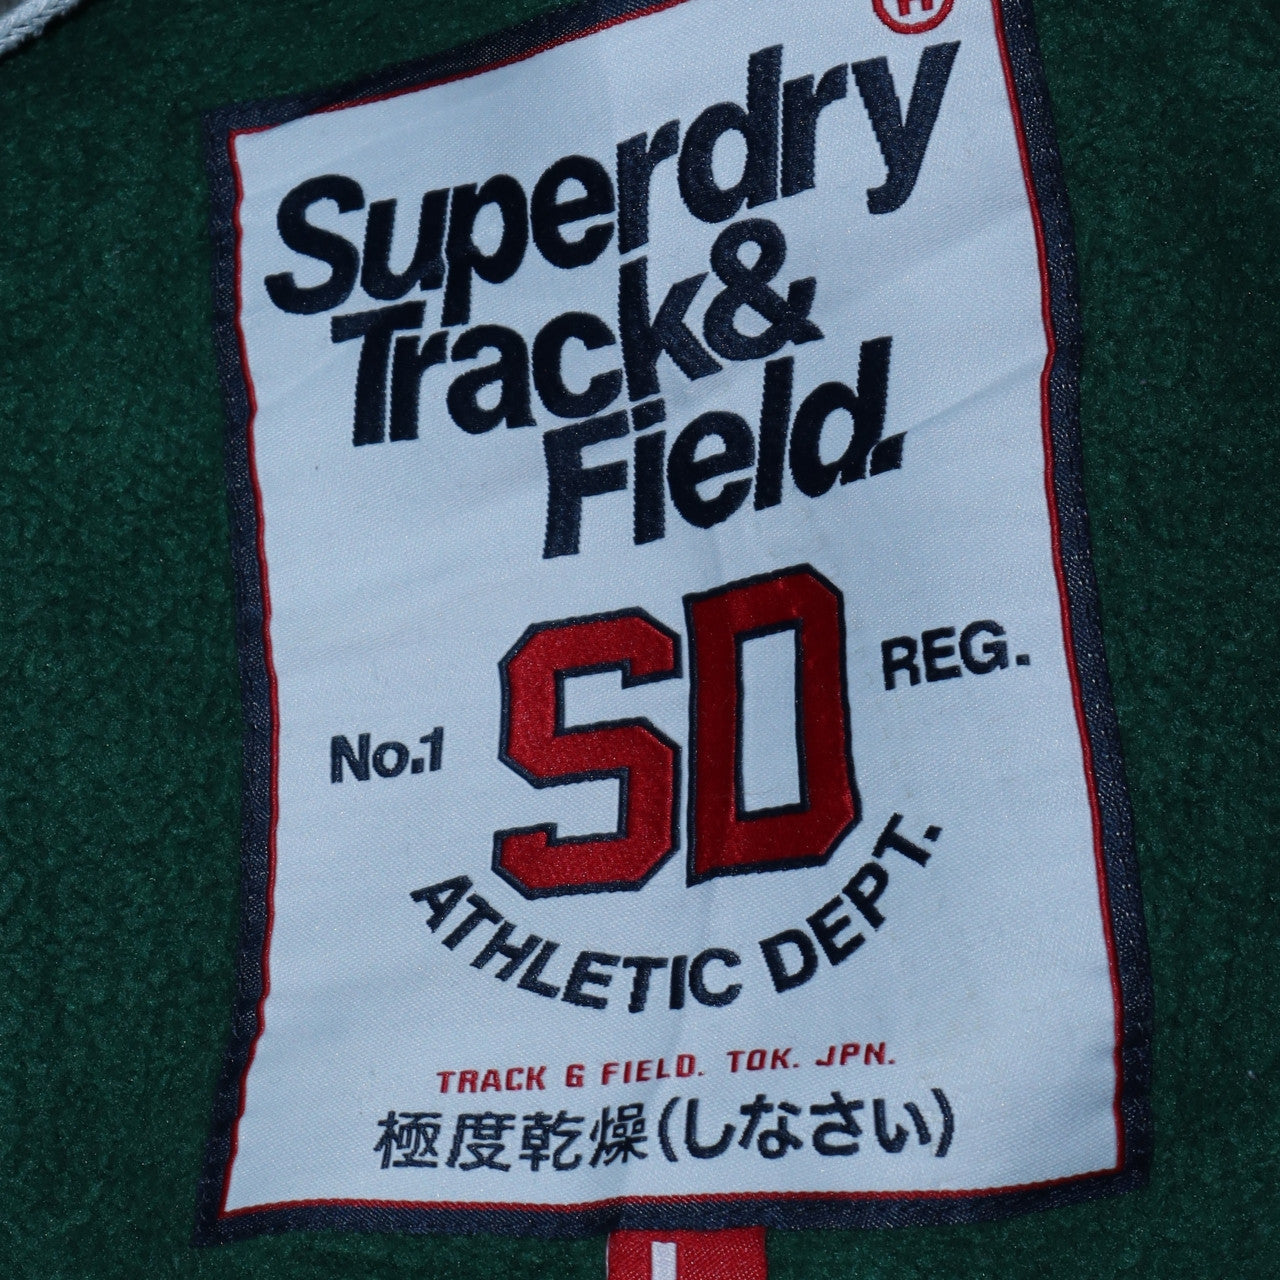 Superdry
Track &
Field.
No.1 SD REG.
ATHLETIC DEPT.
TRACK & FIELD. TOK. JPN.
極度乾燥(しなさい)